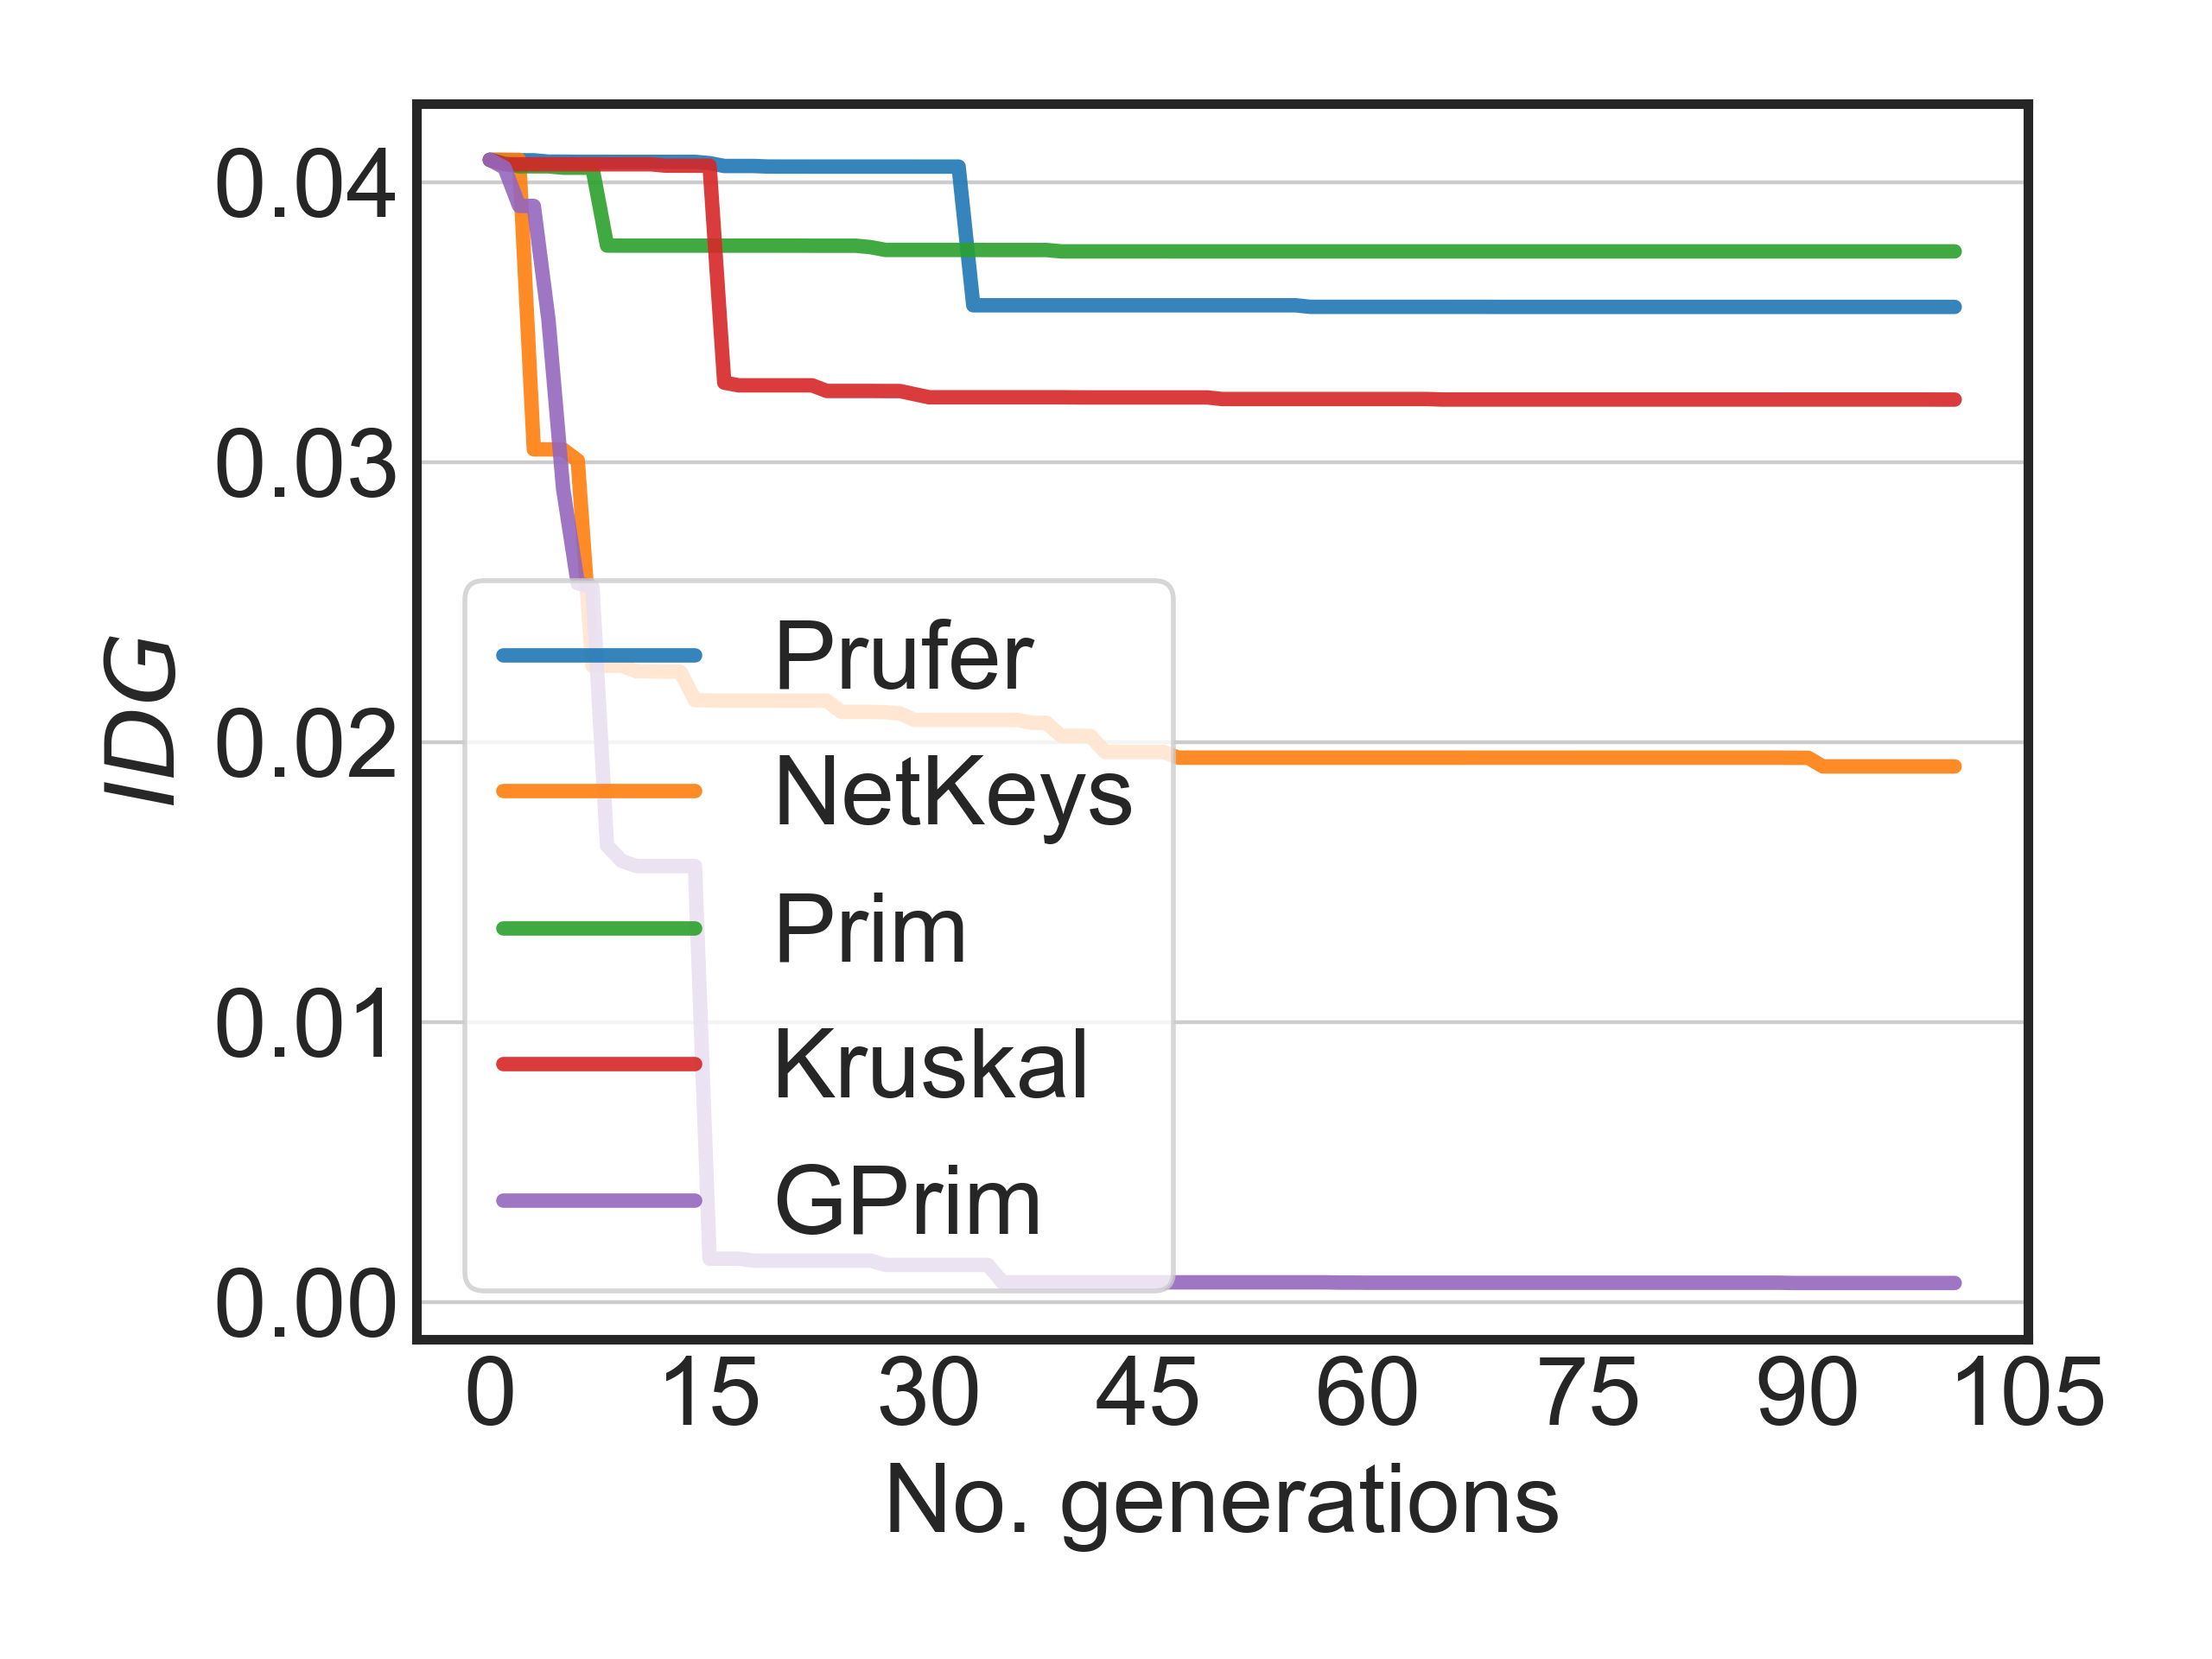 0.04
0.03
0.02
0.01
0.00
IDG
Prufer
NetKeys
Prim
Kruskal
GPrim
0 15 30 45 60 75 90 105
No. generations